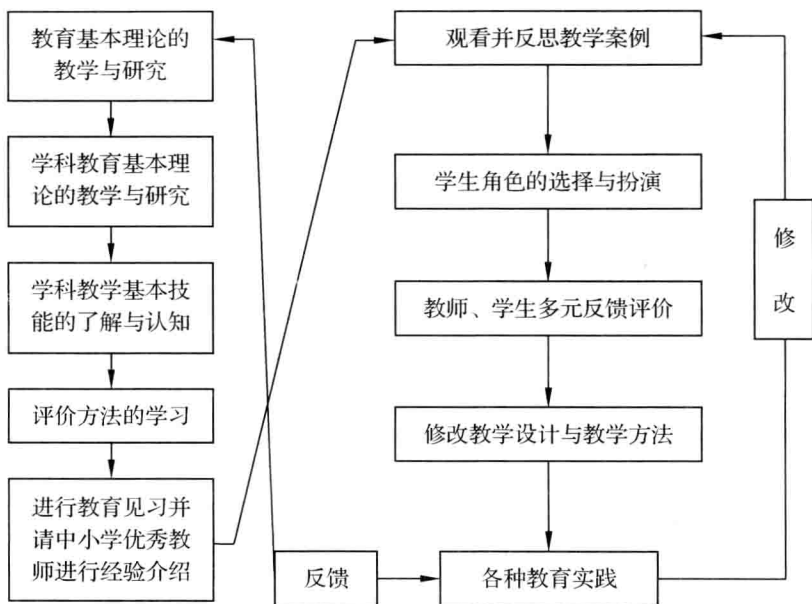 教育基本理论的
教学与研究
学科教育基本理
论的教学与研究
学科教学基本技
能的了解与认知
评价方法的学习
进行教育见习并
请中小学优秀教
师进行经验介绍
观看并反思教学案例
学生角色的选择与扮演
教师、学生多元反馈评价
修改教学设计与教学方法
反馈
各种教育实践
修
改